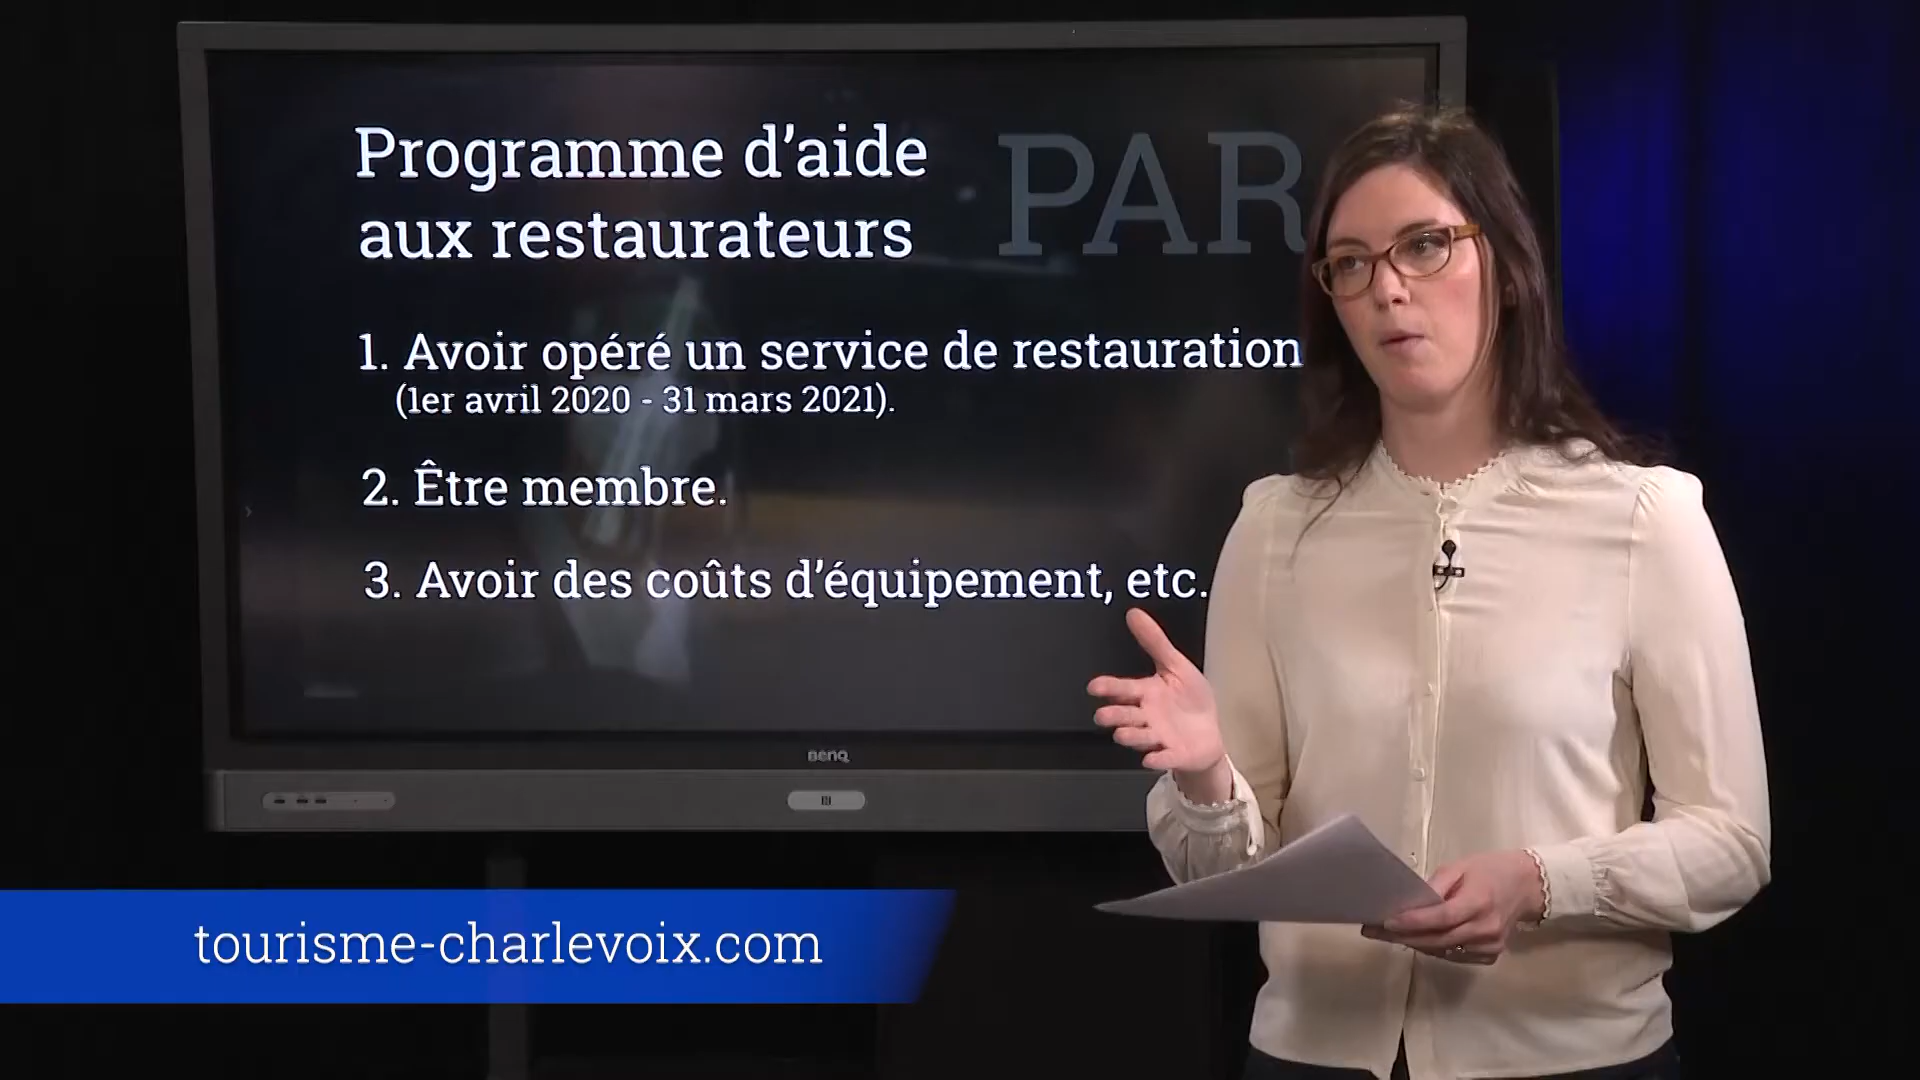 Programme d'aide
aux restaurateurs
PAR
1. Avoir opéré un service de restauration
(1er avril 2020 - 31 mars 2021).
2. Être membre.
3. Avoir des coûts d'équipement, etc.
BenQ
tourisme-charlevoix.com